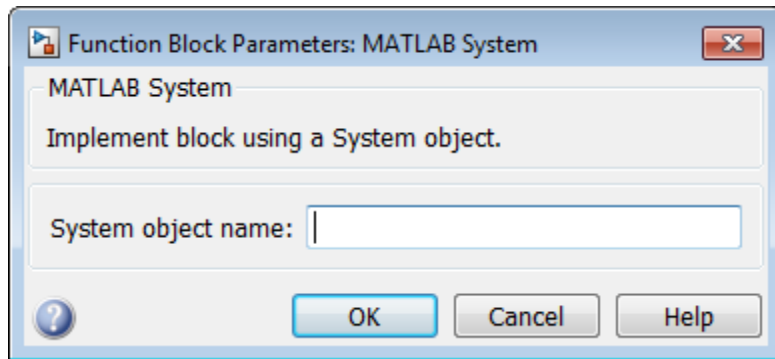 Function Block Parameters: MATLAB System
MATLAB System
Implement block using a System object.
System object name:
OK Cancel Help